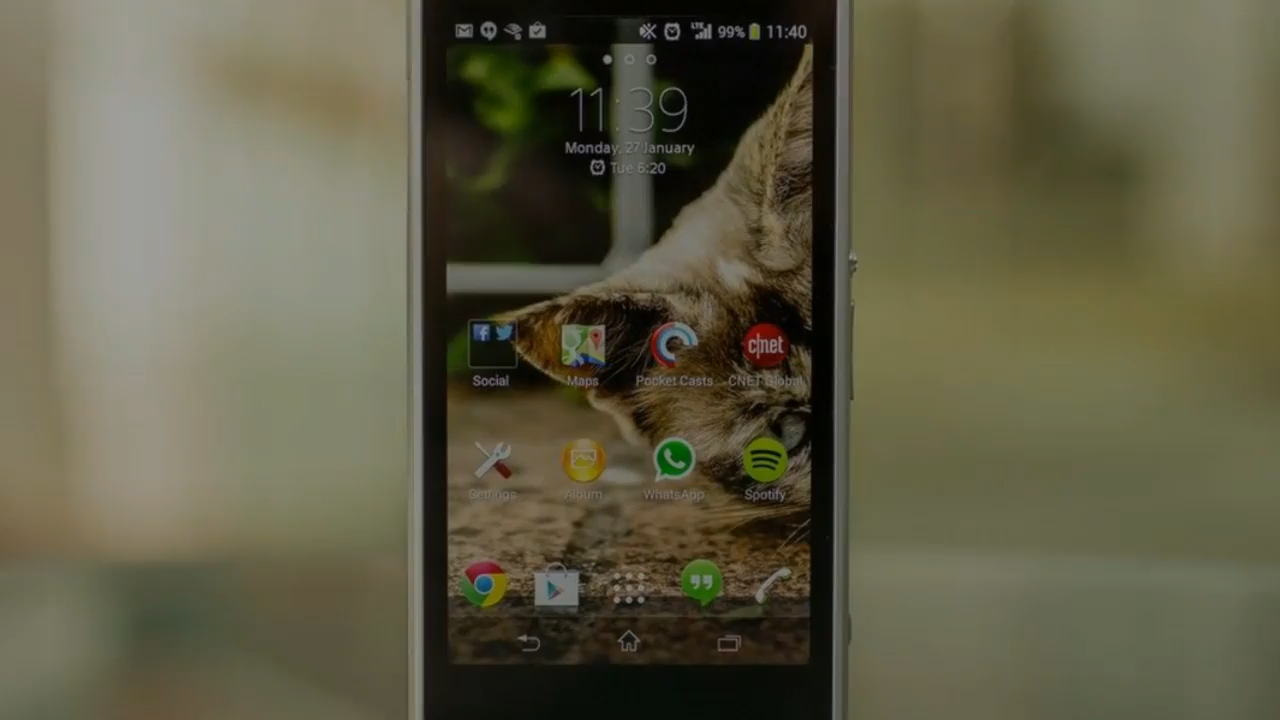 99% 11:40
11:39
Monday, 27 January
Tue 6:20
Social Maps Pocket Casts CNET Global
c|net
Settings Album WhatsApp Spotify